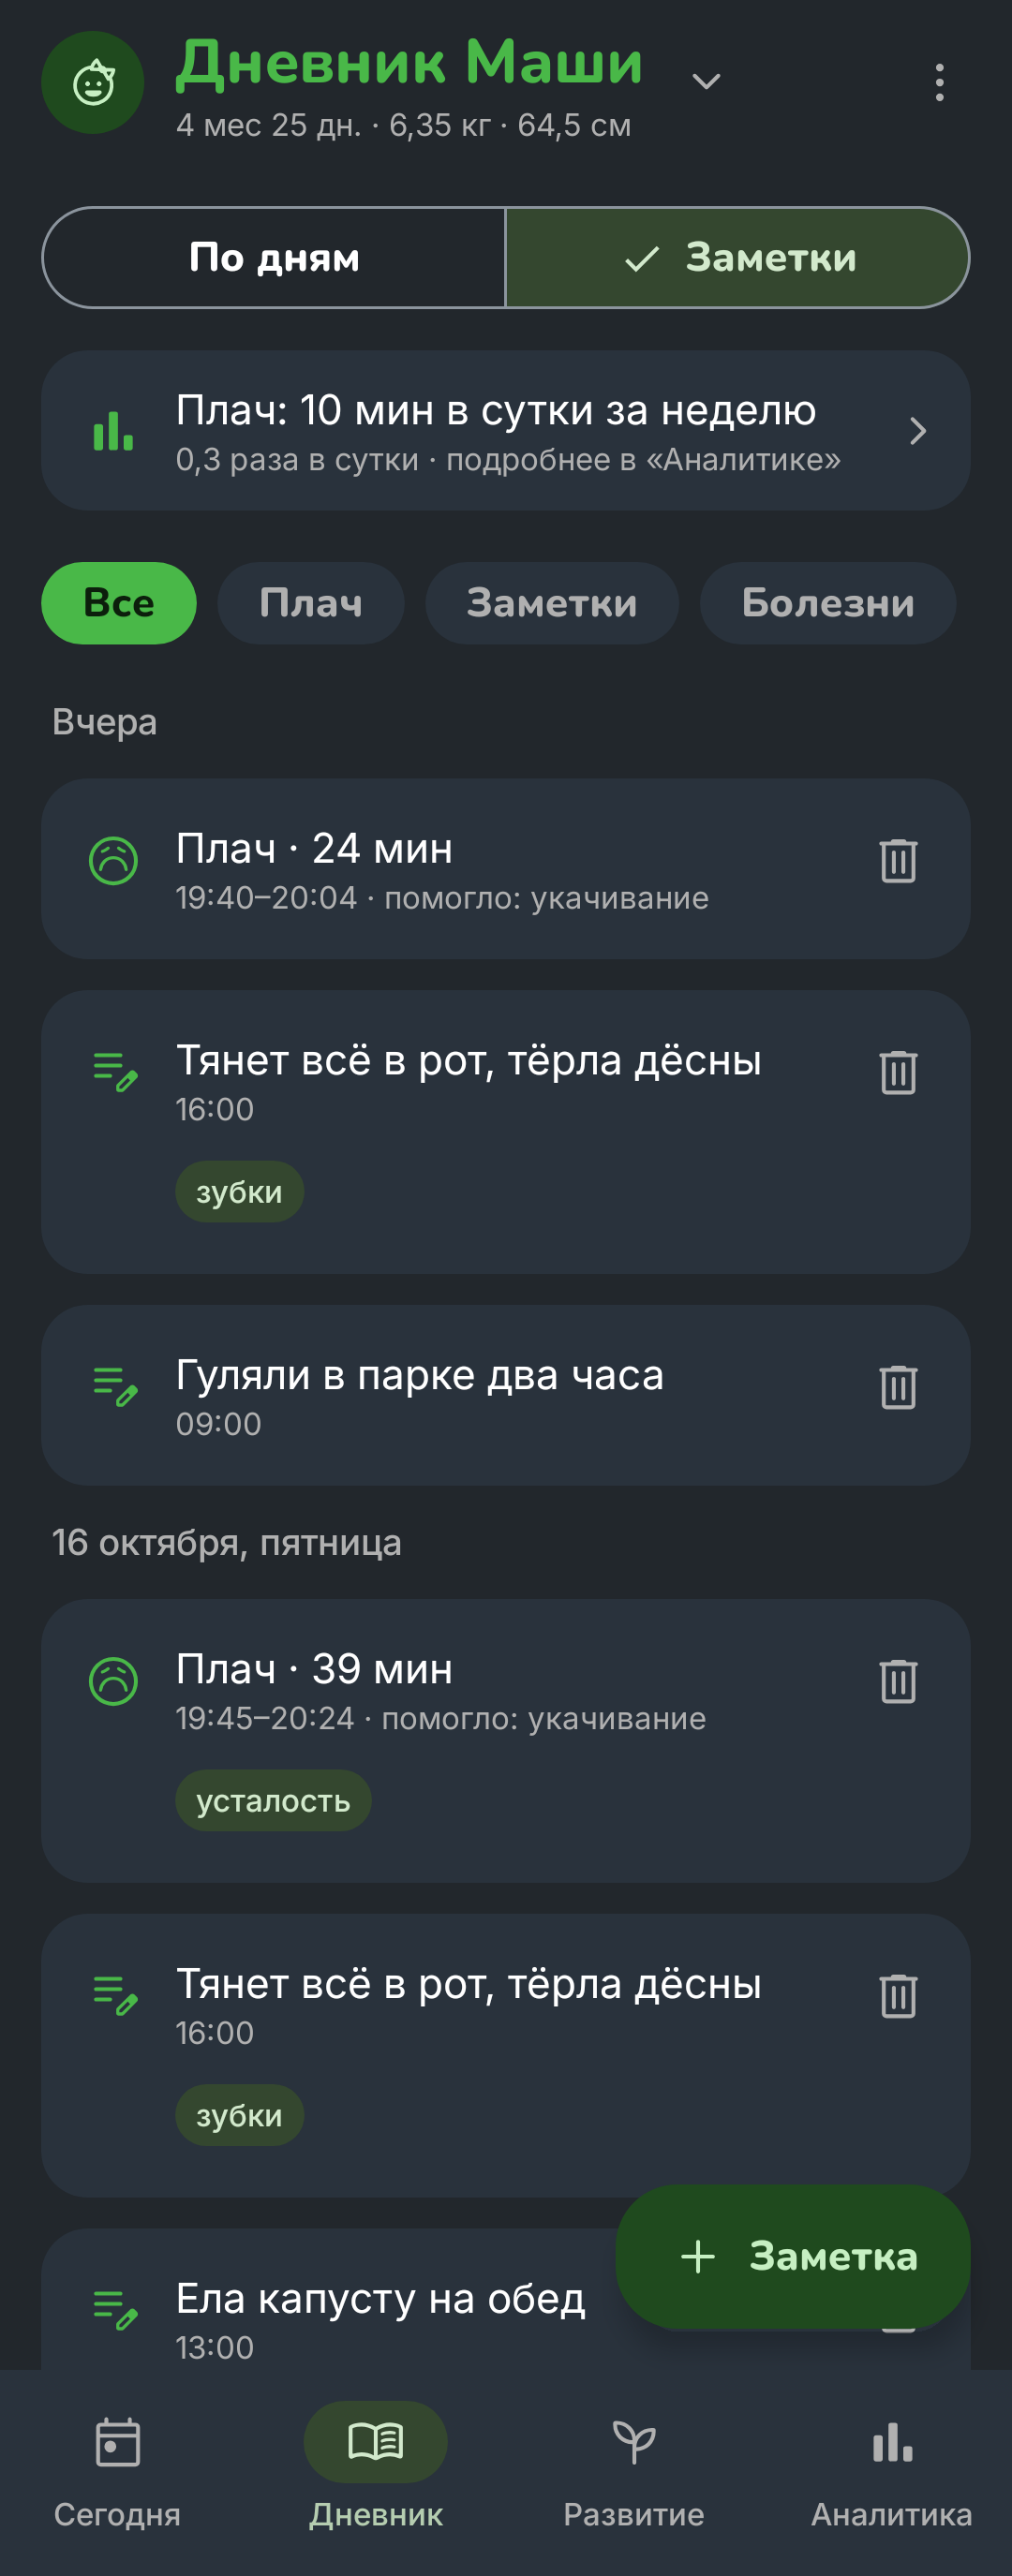 Дневник Маши
4 мес 25 дн. · 6,35 кг · 64,5 см
По дням
Заметки
Плач: 10 мин в сутки за неделю
0,3 раза в сутки · подробнее в «Аналитике»
Все
Плач
Заметки
Болезни
Вчера
Плач · 24 мин
19:40–20:04 · помогло: укачивание
Тянет всё в рот, тёрла дёсны
16:00
зубки
Гуляли в парке два часа
09:00
16 октября, пятница
Плач · 39 мин
19:45–20:24 · помогло: укачивание
усталость
Тянет всё в рот, тёрла дёсны
16:00
зубки
Ела капусту на обед
13:00
Заметка
Сегодня
Дневник
Развитие
Аналитика